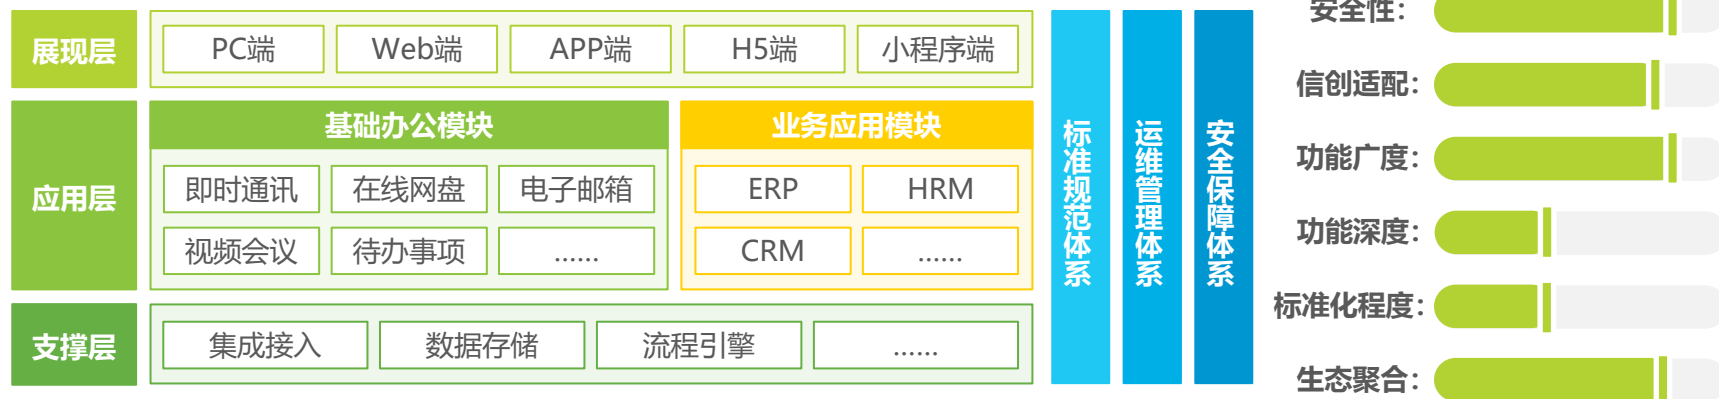 展现层
PC端
Web端
APP端
H5端
小程序端
应用层
基础办公模块
即时通讯
在线网盘
电子邮箱
视频会议
待办事项
……
业务应用模块
ERP
HRM
CRM
……
支撑层
集成接入
数据存储
流程引擎
……
标准规范体系
运维管理体系
安全保障体系
安全性：
信创适配：
功能广度：
功能深度：
标准化程度：
生态聚合：